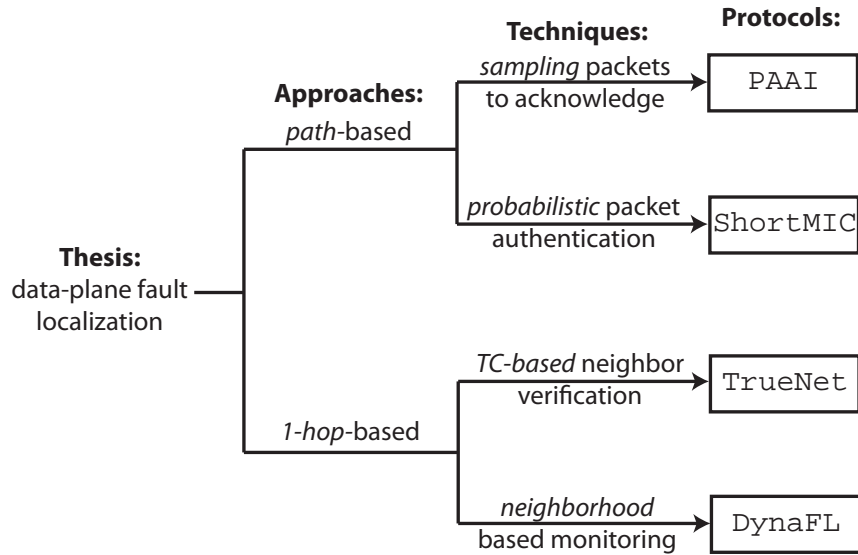 Protocols:
Techniques:
sampling packets
to acknowledge
PAAI
Approaches:
path-based
probabilistic packet
authentication
ShortMIC
Thesis:
data-plane fault
localization
TC-based neighbor
verification
TrueNet
1-hop-based
neighborhood
based monitoring
DynaFL